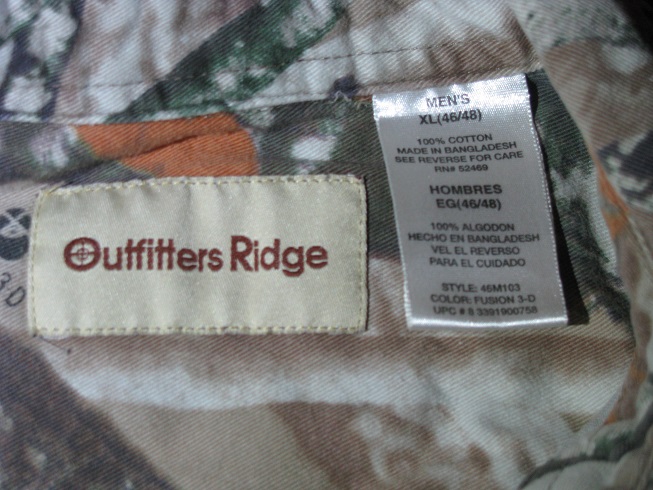 Outfitters Ridge
MEN'S
XL(46/48)
100% COTTON
MADE IN BANGLADESH
SEE REVERSE FOR CARE
RN# 52469
HOMBRES
EG(46/48)
100% ALGODON
HECHO EN BANGLADESH
VEL EL REVERSO
PARA EL CUIDADO
STYLE: 46M103
COLOR: FUSION 3-D
UPC # 8 3391900758
3D